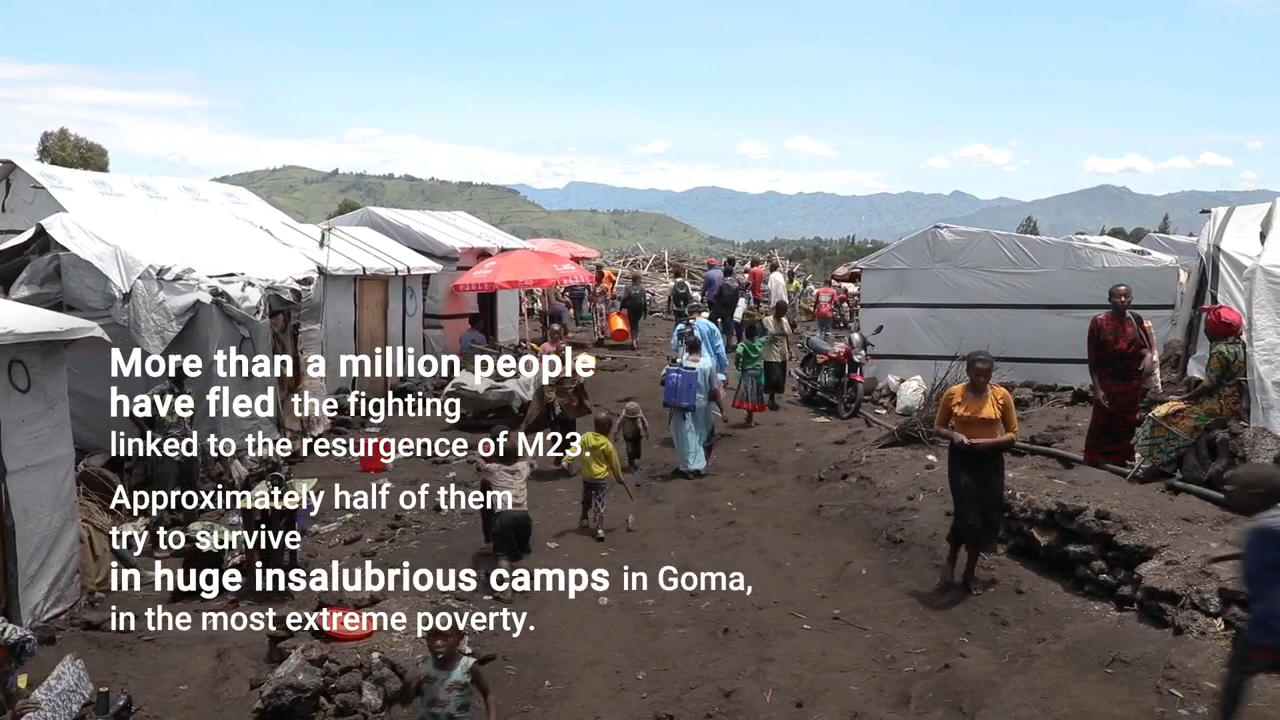 More than a million people
have fled the fighting
linked to the resurgence of M23.
Approximately half of them
try to survive
in huge insalubrious camps in Goma,
in the most extreme poverty.